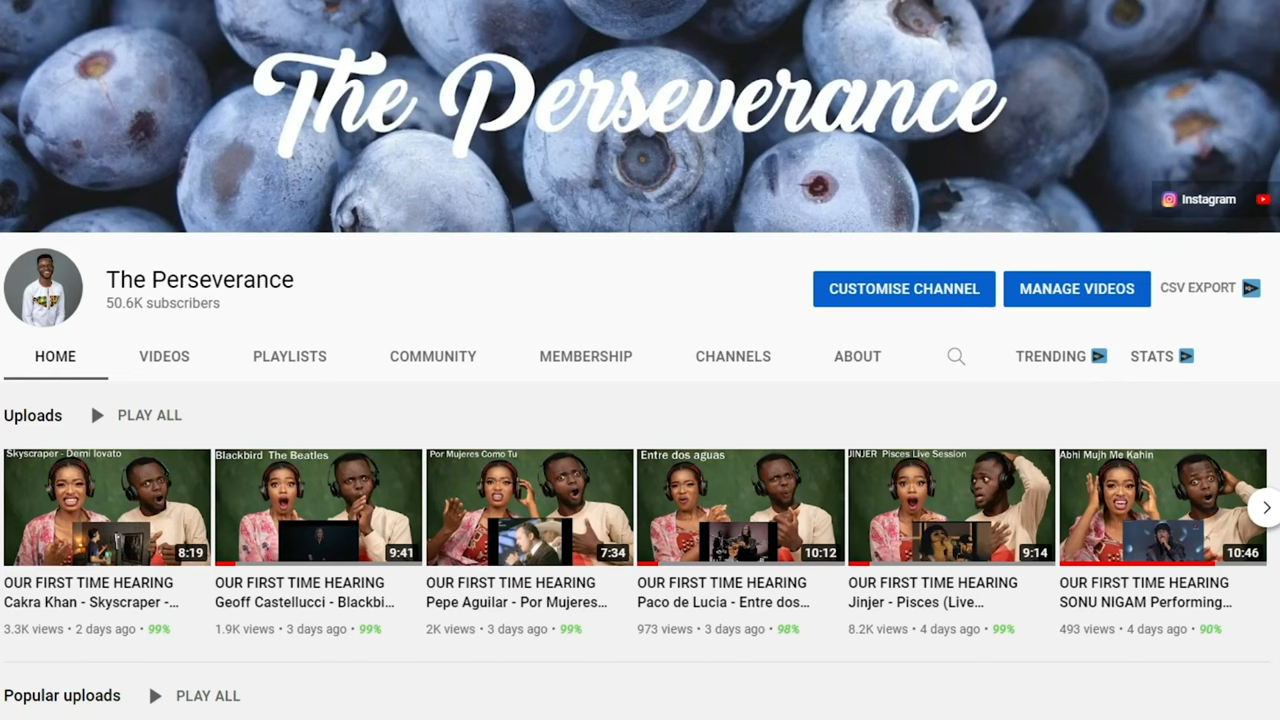 The Perseverance
Instagram
The Perseverance
50.6K subscribers
CUSTOMISE CHANNEL
MANAGE VIDEOS
CSV EXPORT
HOME
VIDEOS
PLAYLISTS
COMMUNITY
MEMBERSHIP
CHANNELS
ABOUT
TRENDING
STATS
Uploads
PLAY ALL
Skyscraper - Demi lovato
8:19
OUR FIRST TIME HEARING
Cakra Khan - Skyscraper -...
3.3K views • 2 days ago • 99%
Blackbird The Beatles
9:41
OUR FIRST TIME HEARING
Geoff Castellucci - Blackbi...
1.9K views • 3 days ago • 99%
Por Mujeres Como Tu
7:34
OUR FIRST TIME HEARING
Pepe Aguilar - Por Mujeres...
2K views • 3 days ago • 99%
Entre dos aguas
10:12
OUR FIRST TIME HEARING
Paco de Lucia - Entre dos...
973 views • 3 days ago • 98%
JINJER Pisces Live Session
9:14
OUR FIRST TIME HEARING
Jinjer - Pisces (Live...
8.2K views • 4 days ago • 99%
Abhi Mujh Me Kahin
10:46
OUR FIRST TIME HEARING
SONU NIGAM Performing...
493 views • 4 days ago • 90%
Popular uploads
PLAY ALL